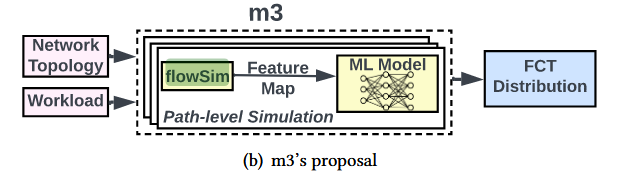 m3
Network
Topology
Workload
flowSim
Feature
Map
ML Model
Path-level Simulation
FCT
Distribution
(b) m3's proposal